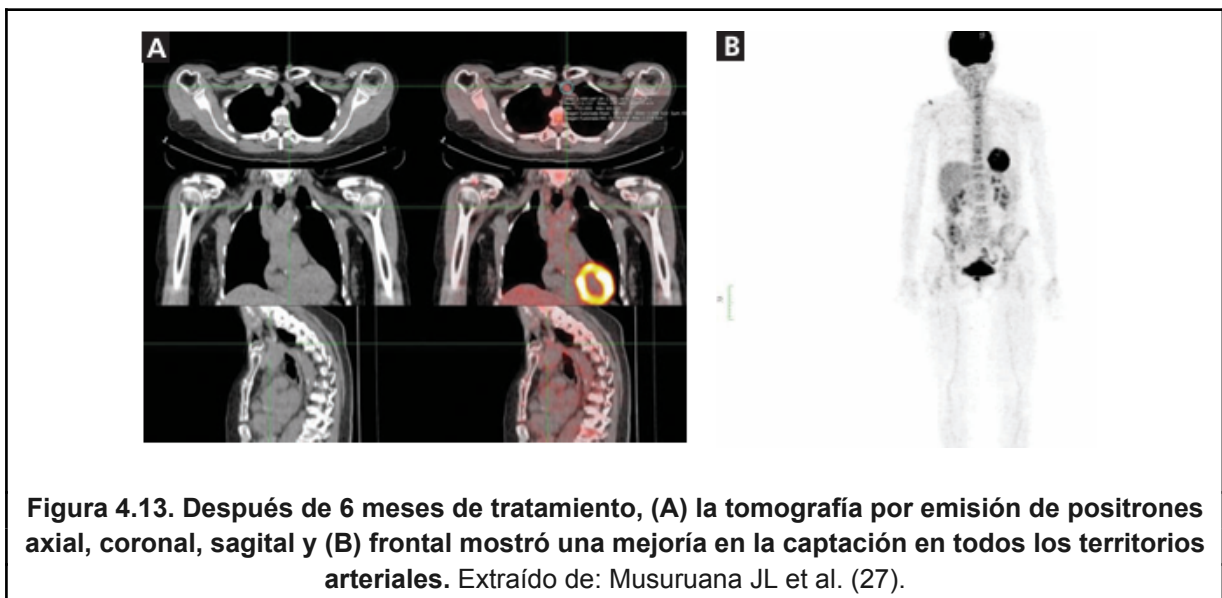 A
B
Figura 4.13. Después de 6 meses de tratamiento, (A) la tomografía por emisión de positrones
axial, coronal, sagital y (B) frontal mostró una mejoría en la captación en todos los territorios
arteriales. Extraído de: Musuruana JL et al. (27).